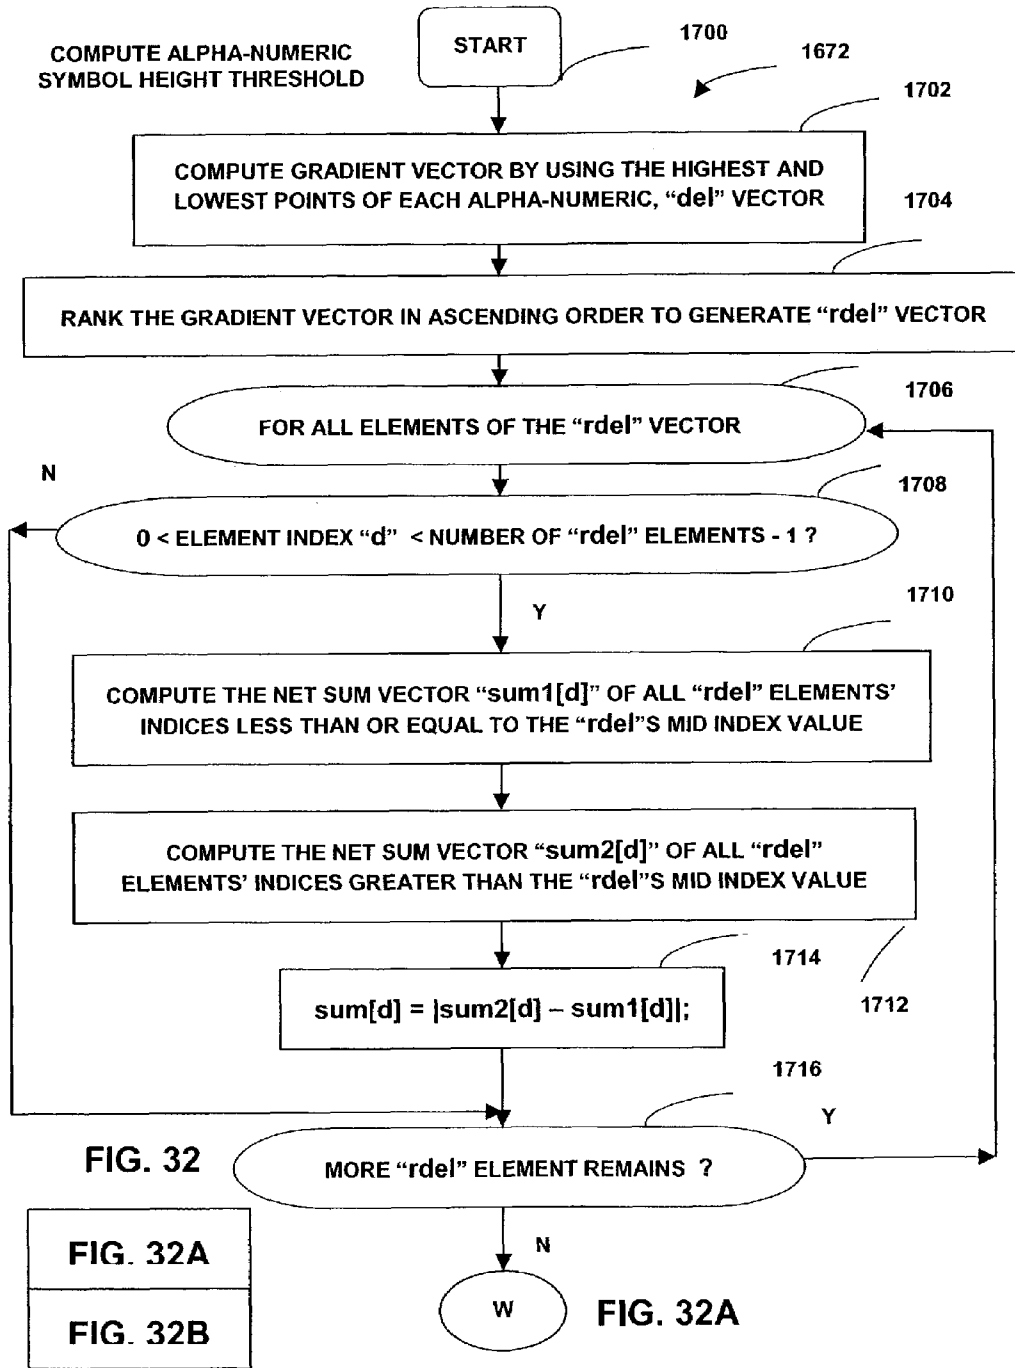 COMPUTE ALPHA-NUMERIC
SYMBOL HEIGHT THRESHOLD
START
1700
1672
1702
COMPUTE GRADIENT VECTOR BY USING THE HIGHEST AND
LOWEST POINTS OF EACH ALPHA-NUMERIC, “del” VECTOR
1704
RANK THE GRADIENT VECTOR IN ASCENDING ORDER TO GENERATE “rdel” VECTOR
1706
FOR ALL ELEMENTS OF THE “rdel” VECTOR
N
1708
0 < ELEMENT INDEX “d” < NUMBER OF “rdel” ELEMENTS - 1 ?
Y
1710
COMPUTE THE NET SUM VECTOR “sum1[d]” OF ALL “rdel” ELEMENTS’
INDICES LESS THAN OR EQUAL TO THE “rdel”S MID INDEX VALUE
COMPUTE THE NET SUM VECTOR “sum2[d]” OF ALL “rdel”
ELEMENTS’ INDICES GREATER THAN THE “rdel”S MID INDEX VALUE
1712
1714
sum[d] = |sum2[d] – sum1[d]|;
1716
Y
FIG. 32
MORE “rdel” ELEMENT REMAINS ?
N
FIG. 32A
FIG. 32B
W
FIG. 32A